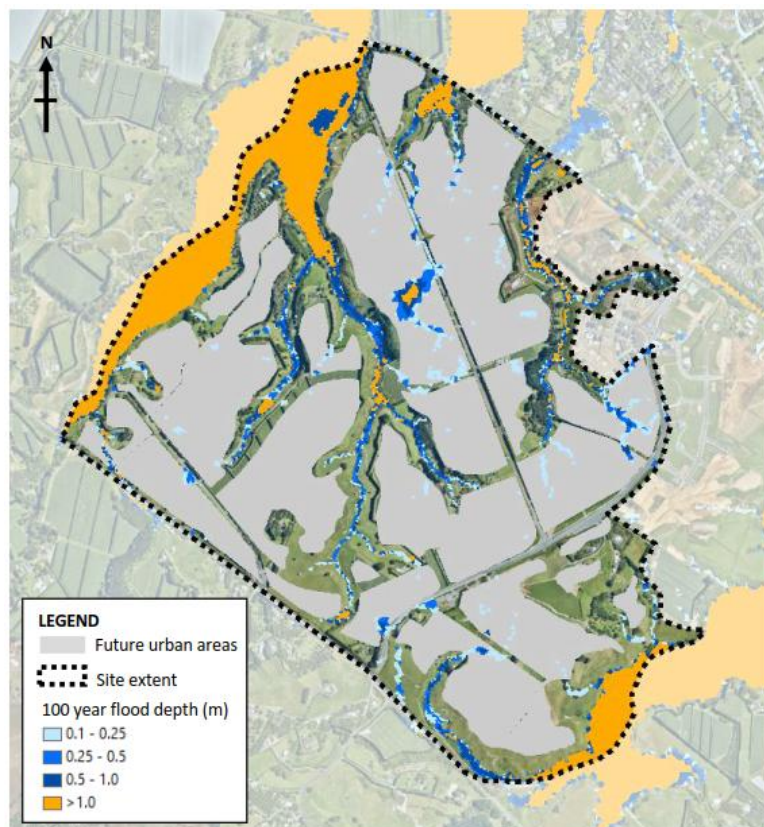 N
LEGEND
Future urban areas
Site extent
100 year flood depth (m)
0.1 - 0.25
0.25 - 0.5
0.5 - 1.0
>1.0